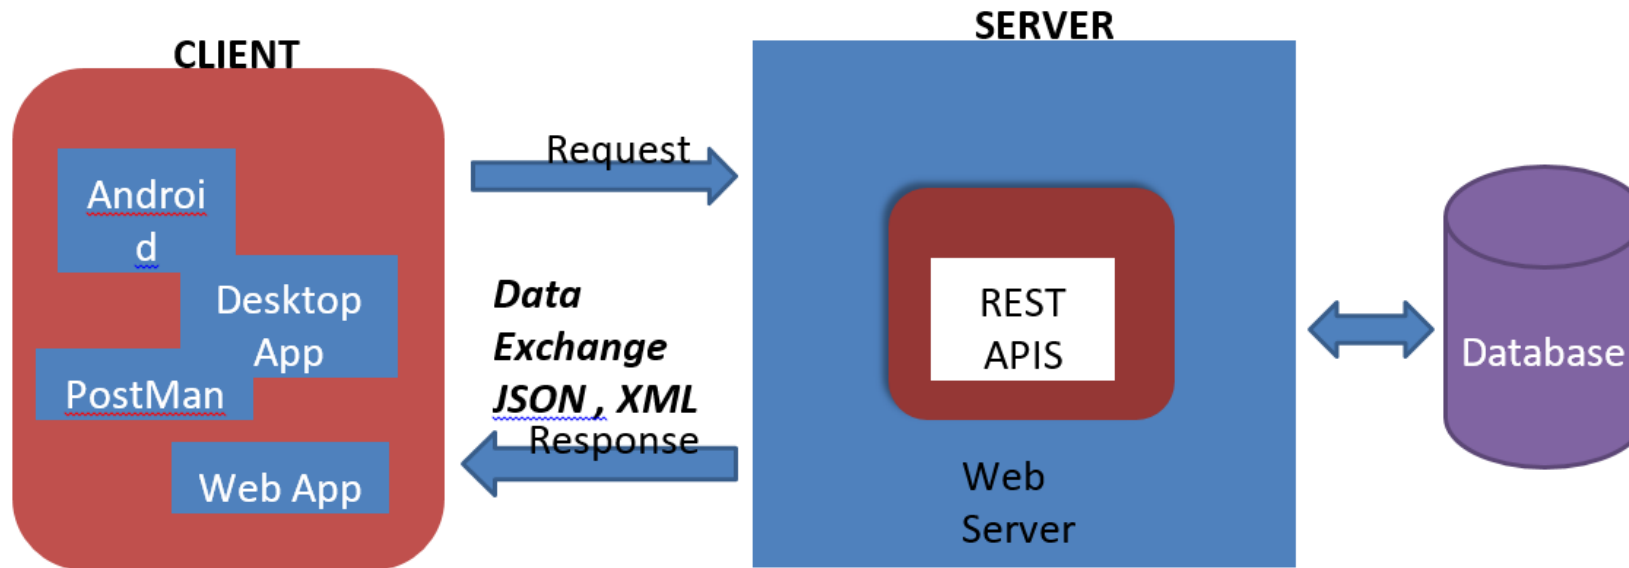 CLIENT
Androi
d
Desktop
App
PostMan
Web App
Request
Data
Exchange
JSON , XML
Response
SERVER
REST
APIS
Web
Server
Database